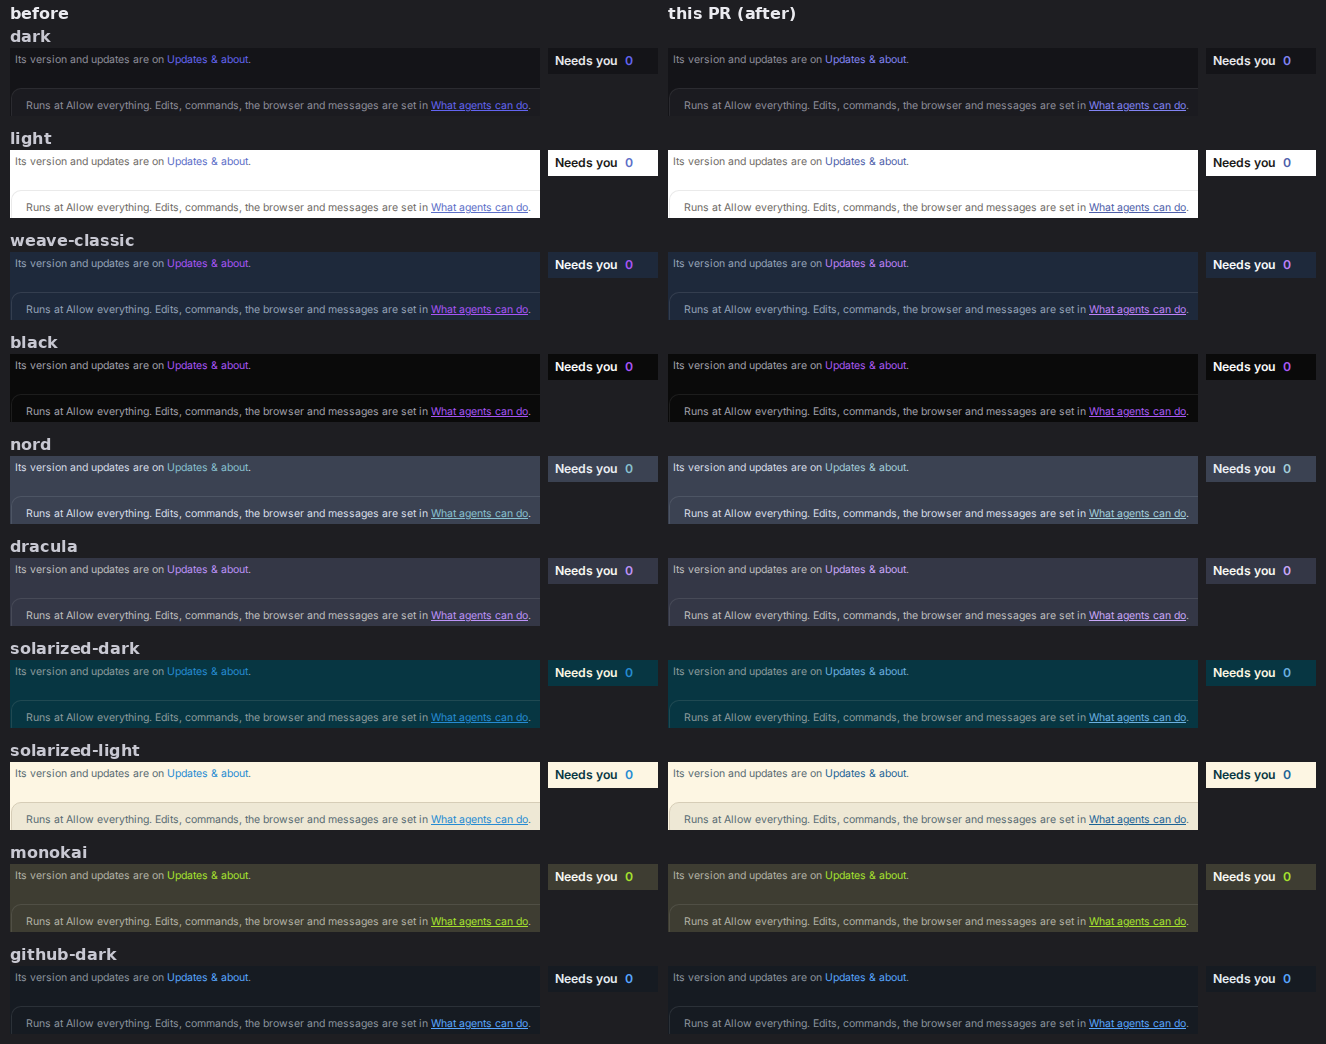 before this PR (after)
dark
Its version and updates are on Updates & about. Needs you 0 Its version and updates are on Updates & about. Needs you 0
Runs at Allow everything. Edits, commands, the browser and messages are set in What agents can do. Runs at Allow everything. Edits, commands, the browser and messages are set in What agents can do.
light
Its version and updates are on Updates & about. Needs you 0 Its version and updates are on Updates & about. Needs you 0
Runs at Allow everything. Edits, commands, the browser and messages are set in What agents can do. Runs at Allow everything. Edits, commands, the browser and messages are set in What agents can do.
weave-classic
Its version and updates are on Updates & about. Needs you 0 Its version and updates are on Updates & about. Needs you 0
Runs at Allow everything. Edits, commands, the browser and messages are set in What agents can do. Runs at Allow everything. Edits, commands, the browser and messages are set in What agents can do.
black
Its version and updates are on Updates & about. Needs you 0 Its version and updates are on Updates & about. Needs you 0
Runs at Allow everything. Edits, commands, the browser and messages are set in What agents can do. Runs at Allow everything. Edits, commands, the browser and messages are set in What agents can do.
nord
Its version and updates are on Updates & about. Needs you 0 Its version and updates are on Updates & about. Needs you 0
Runs at Allow everything. Edits, commands, the browser and messages are set in What agents can do. Runs at Allow everything. Edits, commands, the browser and messages are set in What agents can do.
dracula
Its version and updates are on Updates & about. Needs you 0 Its version and updates are on Updates & about. Needs you 0
Runs at Allow everything. Edits, commands, the browser and messages are set in What agents can do. Runs at Allow everything. Edits, commands, the browser and messages are set in What agents can do.
solarized-dark
Its version and updates are on Updates & about. Needs you 0 Its version and updates are on Updates & about. Needs you 0
Runs at Allow everything. Edits, commands, the browser and messages are set in What agents can do. Runs at Allow everything. Edits, commands, the browser and messages are set in What agents can do.
solarized-light
Its version and updates are on Updates & about. Needs you 0 Its version and updates are on Updates & about. Needs you 0
Runs at Allow everything. Edits, commands, the browser and messages are set in What agents can do. Runs at Allow everything. Edits, commands, the browser and messages are set in What agents can do.
monokai
Its version and updates are on Updates & about. Needs you 0 Its version and updates are on Updates & about. Needs you 0
Runs at Allow everything. Edits, commands, the browser and messages are set in What agents can do. Runs at Allow everything. Edits, commands, the browser and messages are set in What agents can do.
github-dark
Its version and updates are on Updates & about. Needs you 0 Its version and updates are on Updates & about. Needs you 0
Runs at Allow everything. Edits, commands, the browser and messages are set in What agents can do. Runs at Allow everything. Edits, commands, the browser and messages are set in What agents can do.